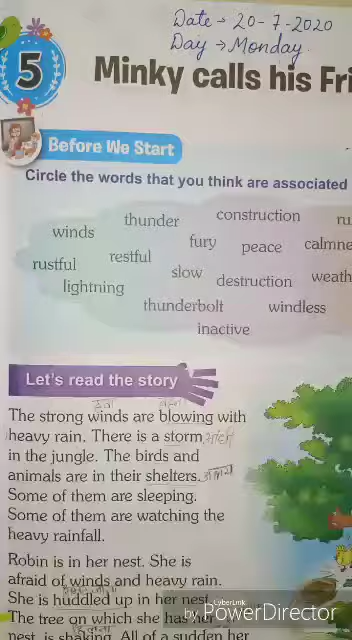 Date → 20-7-2020
Day → Monday
5
Minky calls his Fri
Before We Start
Circle the words that you think are associated
thunder construction ru
winds fury peace calmne
rustful restful slow destruction weath
lightning thunderbolt windless
inactive
Let's read the story
हवा
The strong winds are blowing with
heavy rain. There is a storm आंधी
in the jungle. The birds and
animals are in their shelters.
Some of them are sleeping.
Some of them are watching the
heavy rainfall.
Robin is in her nest. She is
afraid of winds and heavy rain.
She is huddled up in her nest.
The tree on which she has her
nest is shaking. All of a sudden her
by CyberLink PowerDirector